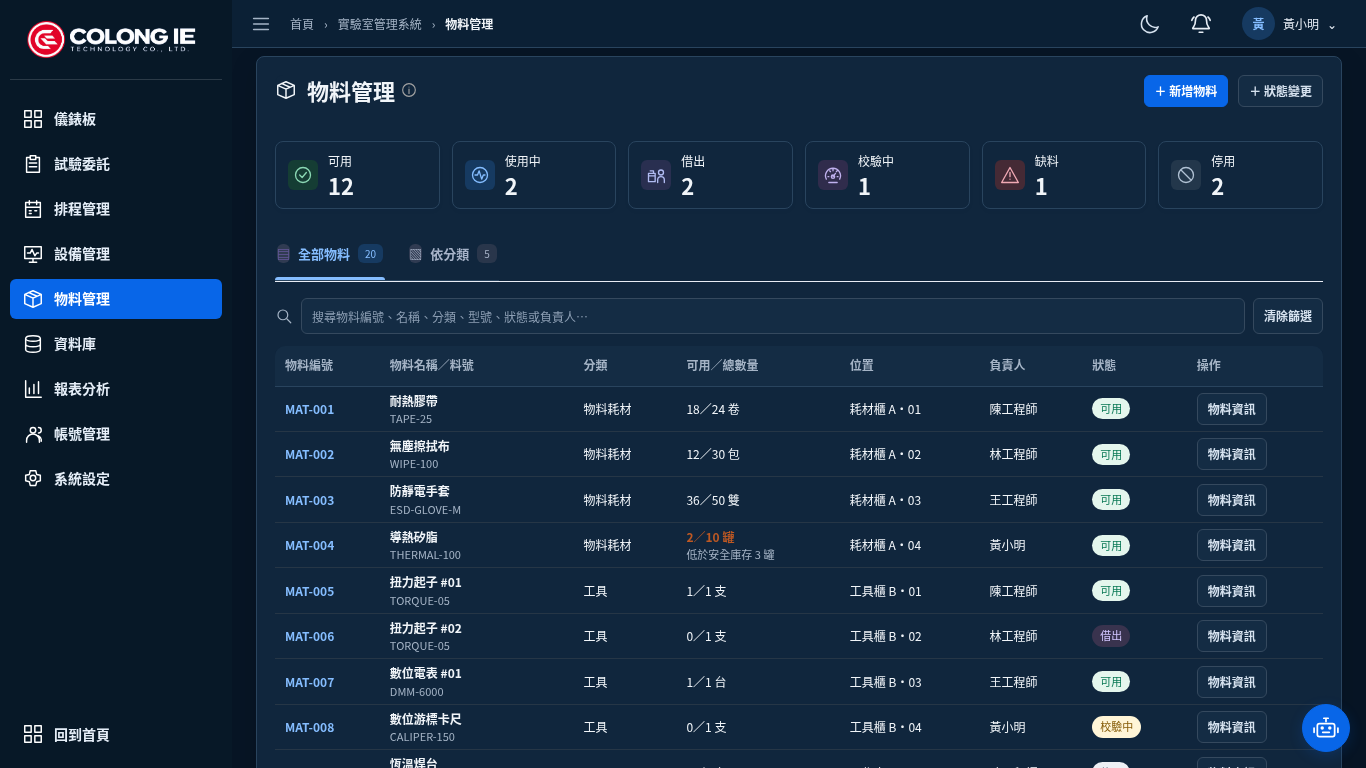 COLONG IE
TECHNOLOGY CO., LTD.
首頁 › 實驗室管理系統 › 物料管理
黃 黃小明
儀錶板
試驗委託
排程管理
設備管理
物料管理
資料庫
報表分析
帳號管理
系統設定
回到首頁
物料管理
+ 新增物料
+ 狀態變更
可用
12
使用中
2
借出
2
校驗中
1
缺料
1
停用
2
全部物料 20
依分類 5
搜尋物料編號、名稱、分類、型號、狀態或負責人…
清除篩選
物料編號 物料名稱／料號 分類 可用／總數量 位置 負責人 狀態 操作
MAT-001 耐熱膠帶 物料耗材 18／24 卷 耗材櫃 A・01 陳工程師 可用 物料資訊
TAPE-25
MAT-002 無塵擦拭布 物料耗材 12／30 包 耗材櫃 A・02 林工程師 可用 物料資訊
WIPE-100
MAT-003 防靜電手套 物料耗材 36／50 雙 耗材櫃 A・03 王工程師 可用 物料資訊
ESD-GLOVE-M
MAT-004 導熱矽脂 物料耗材 2／10 罐 耗材櫃 A・04 黃小明 可用 物料資訊
THERMAL-100 低於安全庫存 3 罐
MAT-005 扭力起子 #01 工具 1／1 支 工具櫃 B・01 陳工程師 可用 物料資訊
TORQUE-05
MAT-006 扭力起子 #02 工具 0／1 支 工具櫃 B・02 林工程師 借出 物料資訊
TORQUE-05
MAT-007 數位電表 #01 工具 1／1 台 工具櫃 B・03 王工程師 可用 物料資訊
DMM-6000
MAT-008 數位游標卡尺 工具 0／1 支 工具櫃 B・04 黃小明 校驗中 物料資訊
CALIPER-150
恆溫焊台